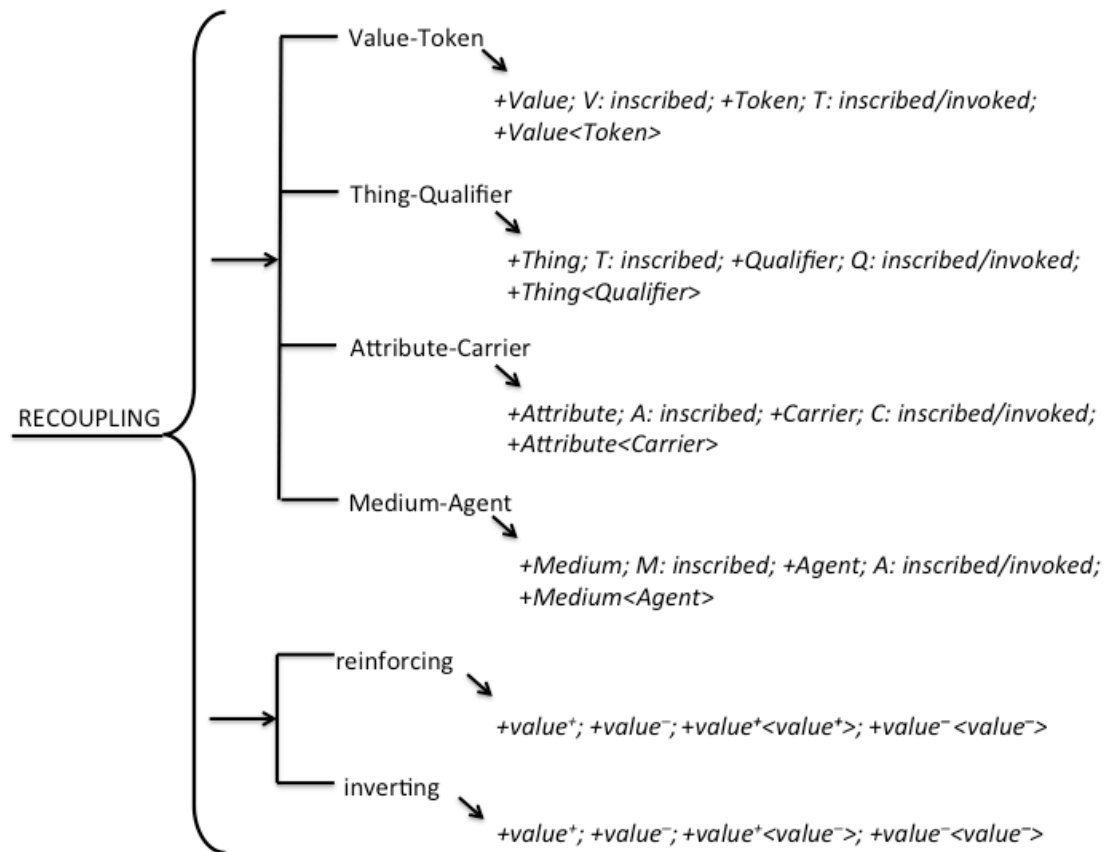 Value-Token
+Value; V: inscribed; +Token; T: inscribed/invoked;
+Value<Token>
Thing-Qualifier
+Thing; T: inscribed; +Qualifier; Q: inscribed/invoked;
+Thing<Qualifier>
Attribute-Carrier
+Attribute; A: inscribed; +Carrier; C: inscribed/invoked;
+Attribute<Carrier>
RECOUPLING
Medium-Agent
+Medium; M: inscribed; +Agent; A: inscribed/invoked;
+Medium<Agent>
reinforcing
+value⁺; +value⁻; +value⁺<value⁺>; +value⁻<value⁻>
inverting
+value⁺; +value⁻; +value⁺<value⁻>; +value⁻<value⁻>